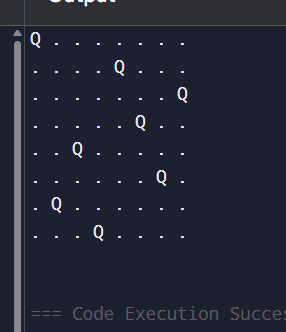 Q . . . . . . .
. . . . Q . . .
. . . . . . . Q
. . . . . Q . .
. . Q . . . . .
. . . . . . Q .
. Q . . . . . .
. . . Q . . . .
=== Code Execution Succes